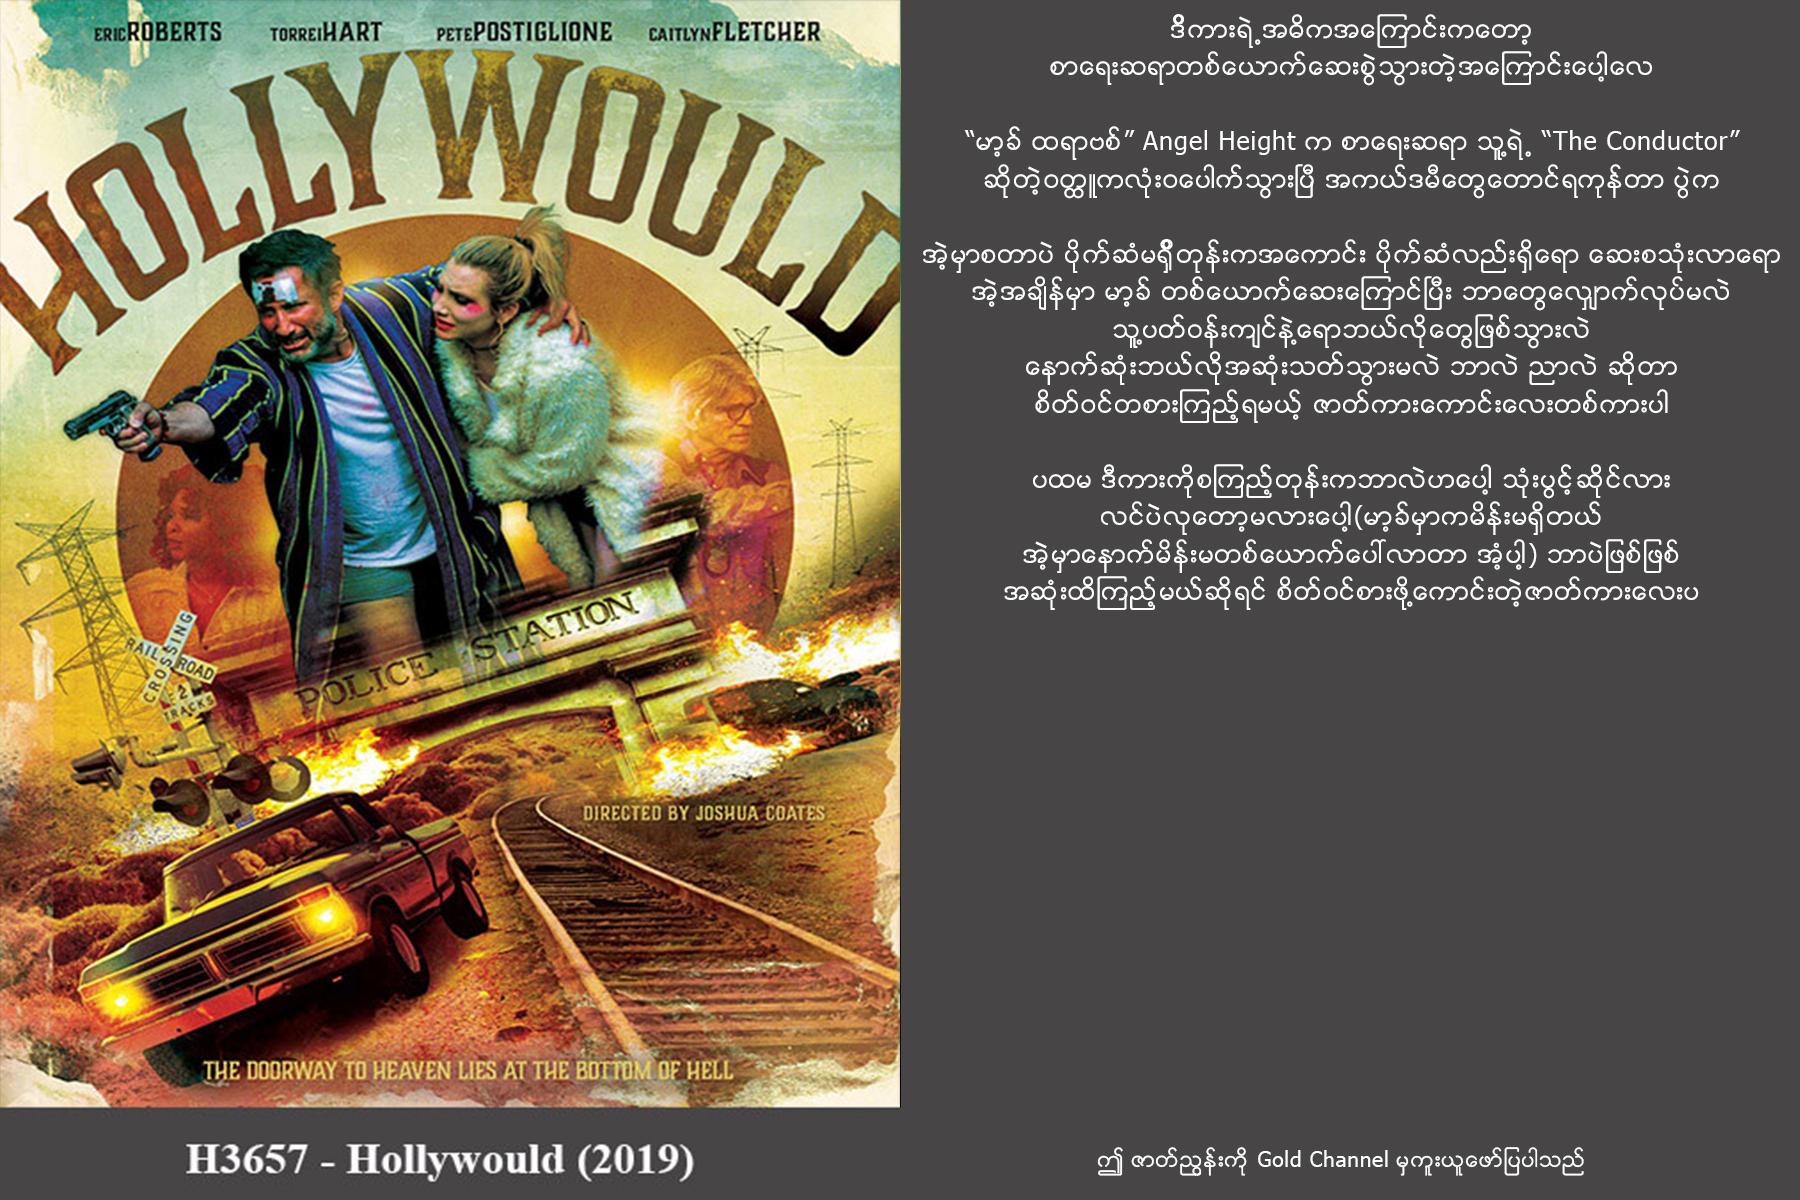 ERICROBERTS TORREIHART PETEPOSTIGLIONE CAITLYNFLETCHER
HOLLYWOULD
POLICE STATION
RAILROAD
CROSSING
2
TRACKS
DIRECTED BY JOSHUA COATES
THE DOORWAY TO HEAVEN LIES AT THE BOTTOM OF HELL
H3657 - Hollywould (2019)
ဒီကားရဲ့အဓိကအကြောင်းကတော့
စာရေးဆရာတစ်ယောက်ဆေးစွဲသွားတဲ့အကြောင်းပေါ့လေ
“မာ့ခ် ထရာဗစ်” Angel Height က စာရေးဆရာ သူ့ရဲ့ “The Conductor”
ဆိုတဲ့ဝတ္ထူကလုံးဝပေါက်သွားပြီ အကယ်ဒမီတွေတောင်ရကုန်တာ ပွဲက
အဲ့မှာစတာပဲ ပိုက်ဆံမရှိတုန်းကအကောင်း ပိုက်ဆံလည်းရှိရော ဆေးစသုံးလာရော
အဲ့အချိန်မှာ မာ့ခ် တစ်ယောက်ဆေးကြောင်ပြီး ဘာတွေလျှောက်လုပ်မလဲ
သူ့ပတ်ဝန်းကျင်နဲ့ရောဘယ်လိုတွေဖြစ်သွားလဲ
နောက်ဆုံးဘယ်လိုအဆုံးသတ်သွားမလဲ ဘာလဲ ညာလဲ ဆိုတာ
စိတ်ဝင်တစားကြည့်ရမယ့် ဇာတ်ကားကောင်းလေးတစ်ကားပါ
ပထမ ဒီကားကိုစကြည့်တုန်းကဘာလဲဟပေါ့ သုံးပွင့်ဆိုင်လား
လင်ပဲလုတော့မလားပေါ့(မာ့ခ်မှာကမိန်းမရှိတယ်
အဲ့မှာနောက်မိန်းမတစ်ယောက်ပေါ်လာတာ အံ့ပါ့) ဘာပဲဖြစ်ဖြစ်
အဆုံးထိကြည့်မယ်ဆိုရင် စိတ်ဝင်စားဖို့ကောင်းတဲ့ဇာတ်ကားလေးပ
ဤ ဇာတ်ညွှန်းကို Gold Channel မှကူးယူဖော်ပြပါသည်